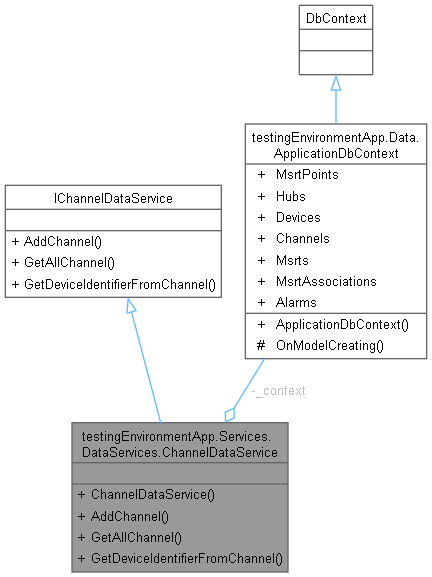 DbContext
testingEnvironmentApp.Data.
ApplicationDbContext
+ MsrtPoints
+ Hubs
+ Devices
+ Channels
+ Msrts
+ MsrtAssociations
+ Alarms
+ ApplicationDbContext()
# OnModelCreating()
IChannelDataService
+ AddChannel()
+ GetAllChannel()
+ GetDeviceIdentifierFromChannel()
-_context
testingEnvironmentApp.Services.
DataServices.ChannelDataService
+ ChannelDataService()
+ AddChannel()
+ GetAllChannel()
+ GetDeviceIdentifierFromChannel()